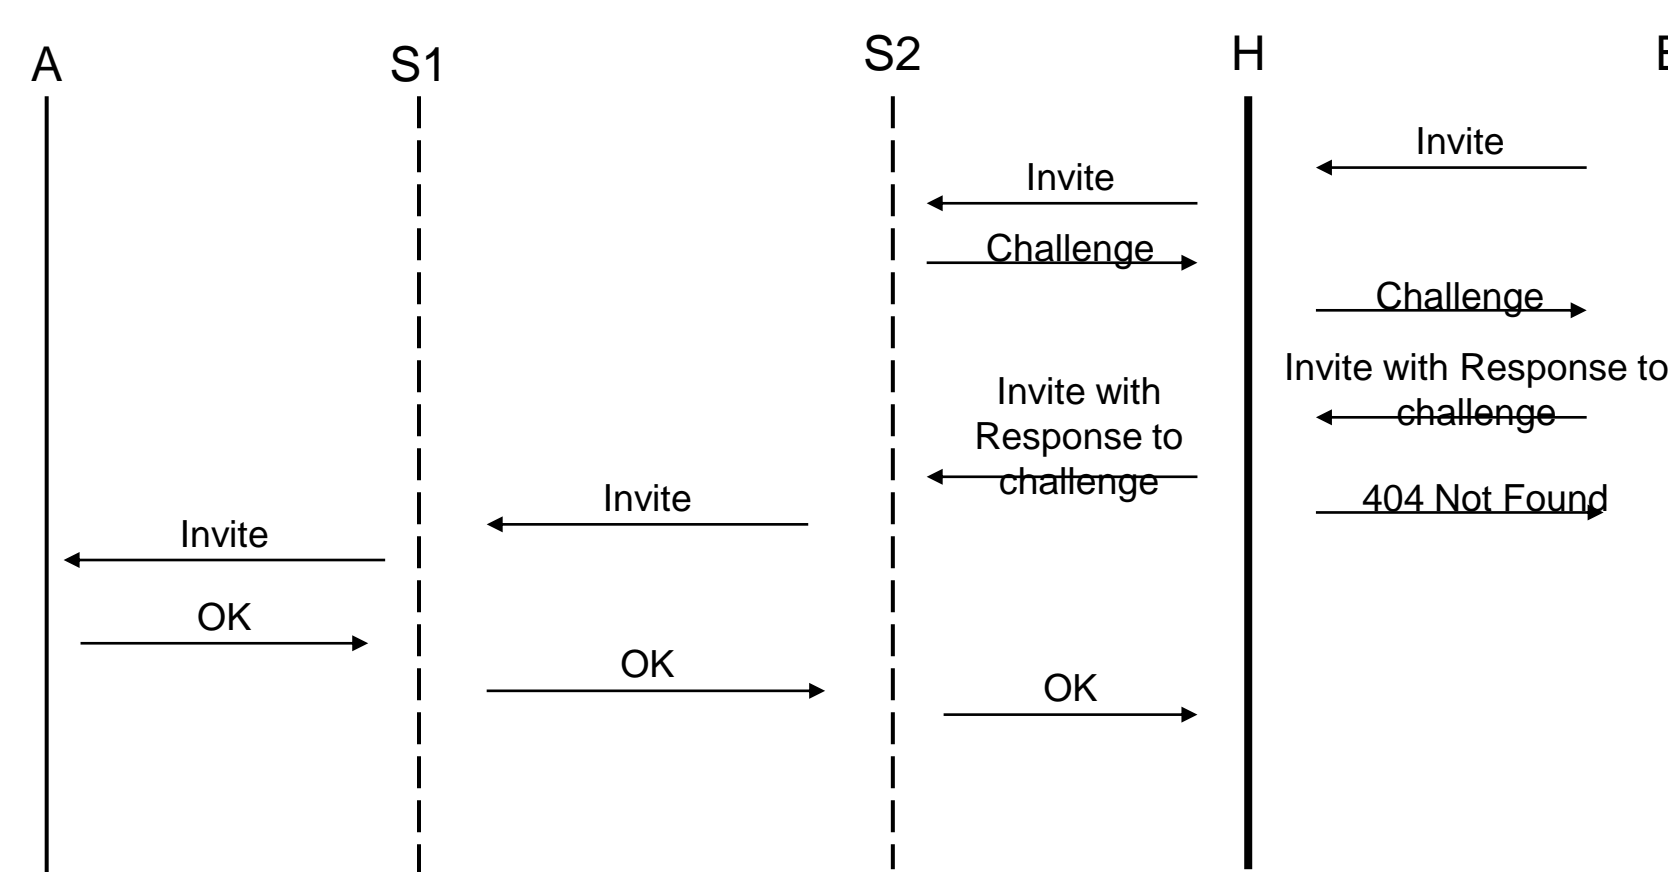 A
S1
S2
H
Invite
Invite
Challenge
Challenge
Invite with Response to
challenge
Invite with
Response to
challenge
404 Not Found
Invite
Invite
OK
OK
OK